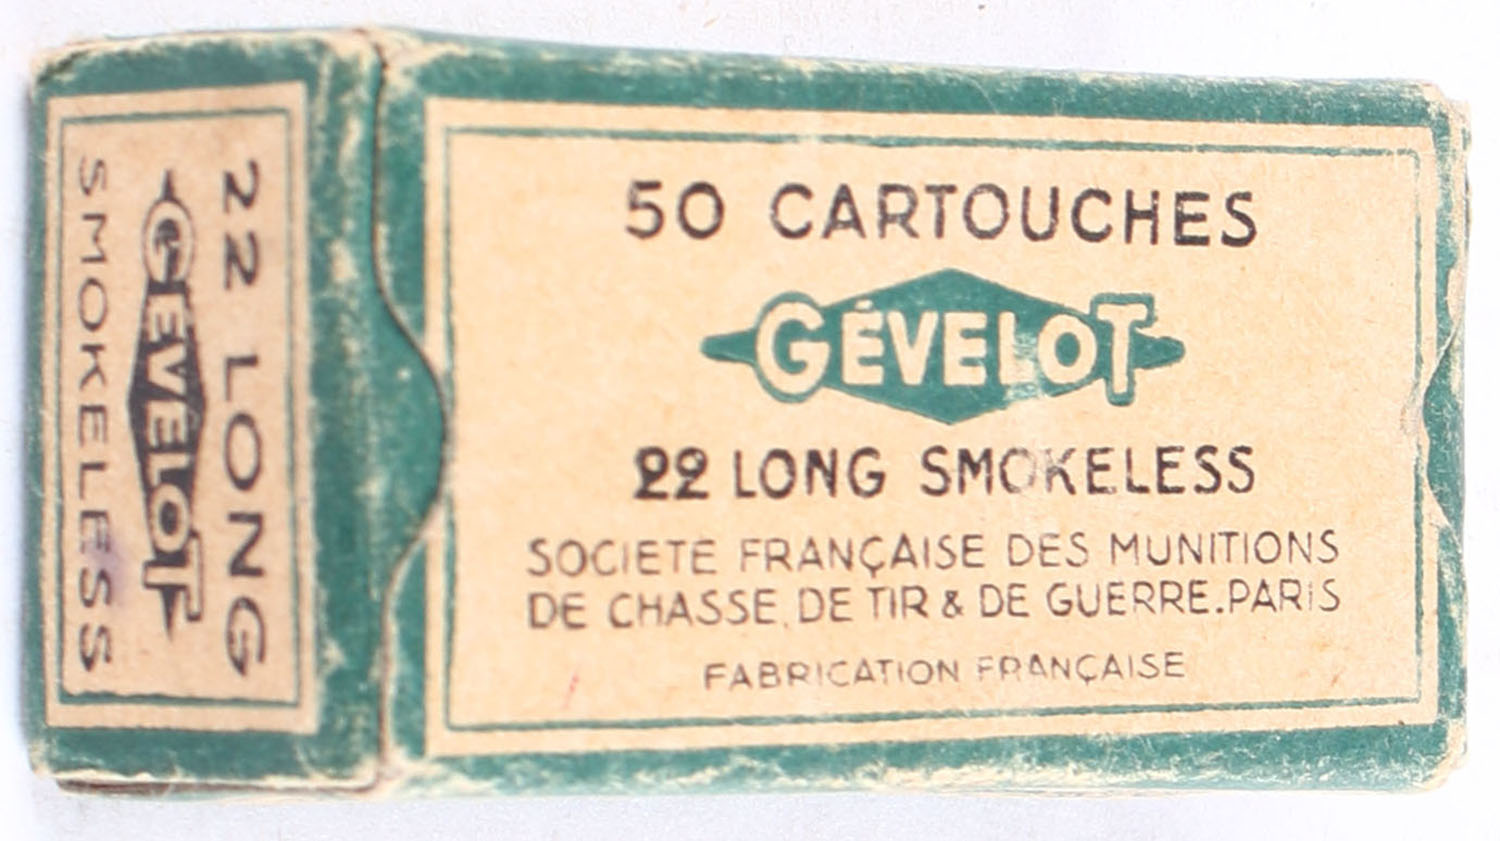 50 CARTOUCHES
GÉVELOT
22 LONG SMOKELESS
SOCIETE FRANÇAISE DES MUNITIONS
DE CHASSE, DE TIR & DE GUERRE. PARIS
FABRICATION FRANÇAISE
22 LONG
GÉVELOT
SMOKELESS